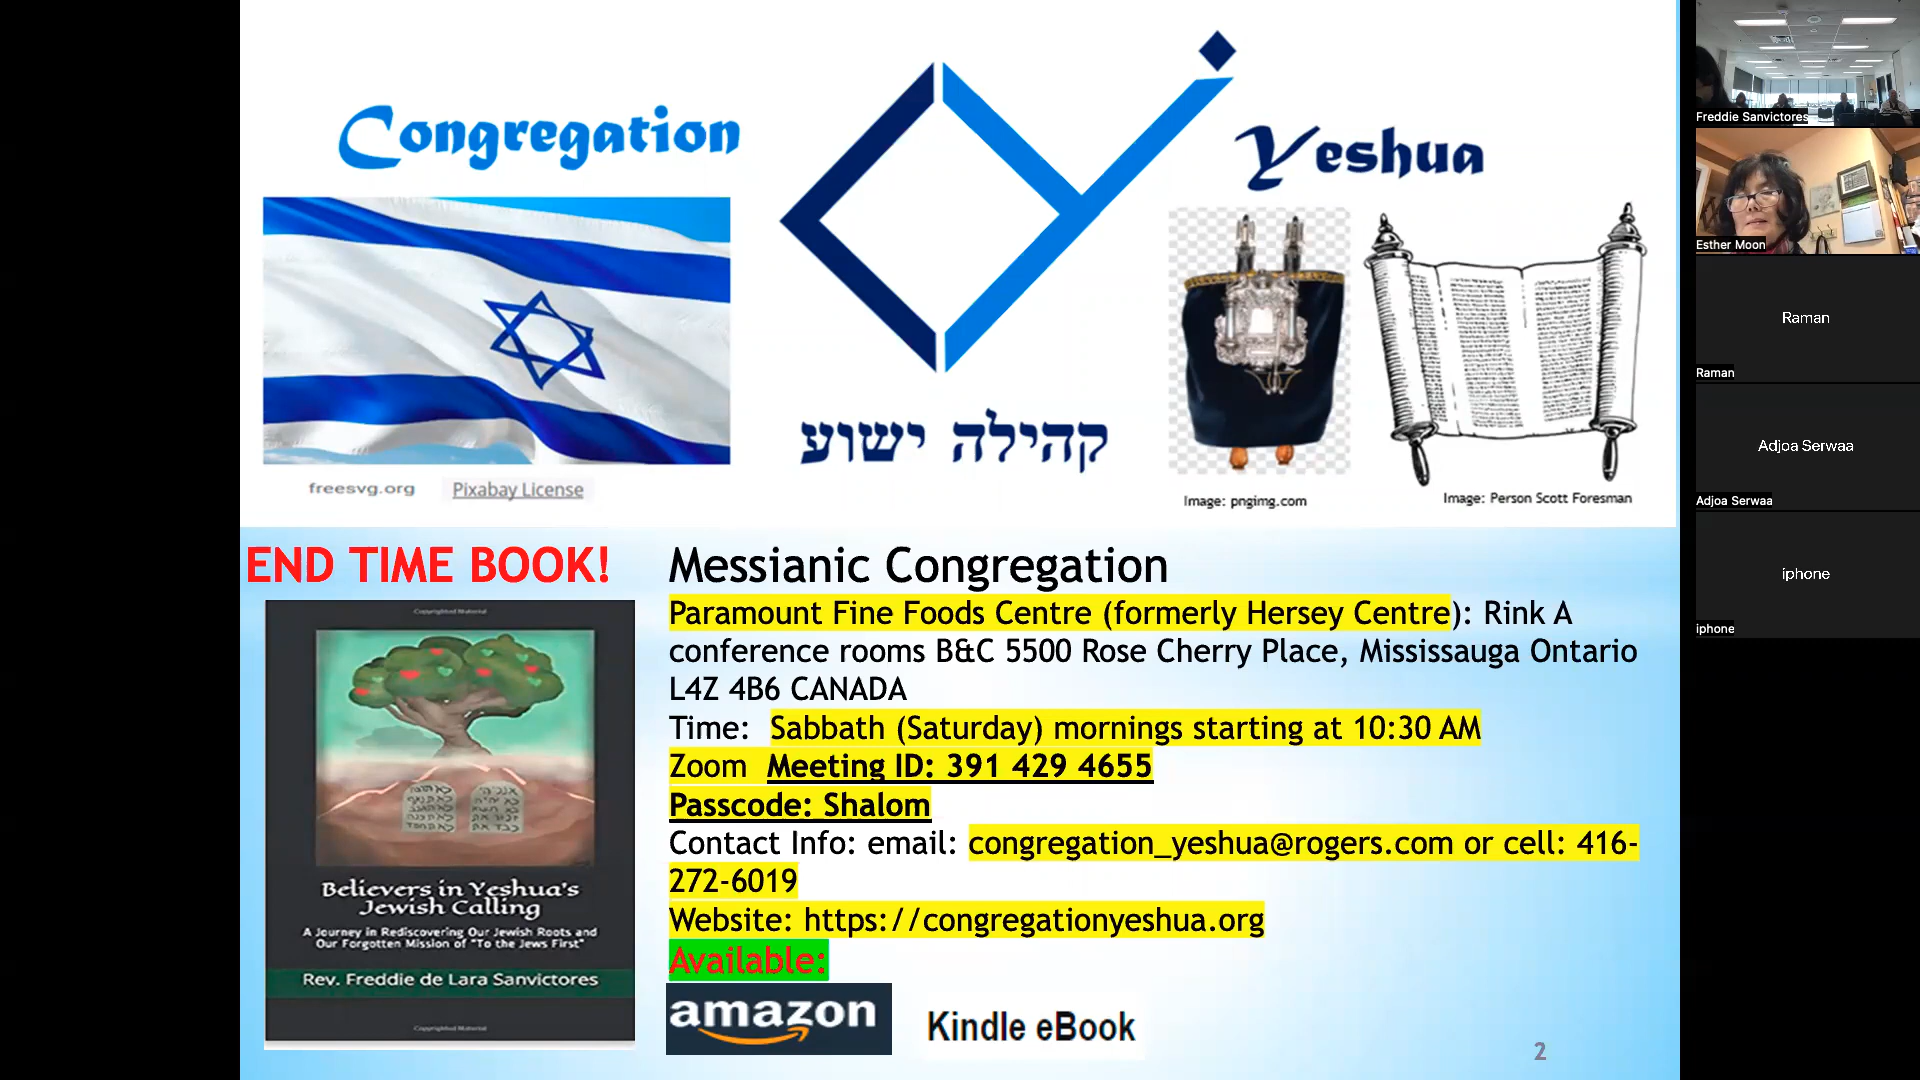 Congregation
Yeshua
קהילה ישוע
freesvg.org
Pixabay License
Image: pngimg.com
Image: Person Scott Foresman
END TIME BOOK!
Copyrighted Material
Believers in Yeshua's
Jewish Calling
A Journey in Rediscovering Our Jewish Roots and
Our Forgotten Mission of "To the Jews First"
Rev. Freddie de Lara Sanvictores
Copyrighted Material
Messianic Congregation
Paramount Fine Foods Centre (formerly Hersey Centre): Rink A
conference rooms B&C 5500 Rose Cherry Place, Mississauga Ontario
L4Z 4B6 CANADA
Time: Sabbath (Saturday) mornings starting at 10:30 AM
Zoom Meeting ID: 391 429 4655
Passcode: Shalom
Contact Info: email: congregation_yeshua@rogers.com or cell: 416-
272-6019
Website: https://congregationyeshua.org
Available:
amazon
Kindle eBook
2
Freddie Sanvictores
Esther Moon
Raman
Raman
Adjoa Serwaa
Adjoa Serwaa
iphone
iphone